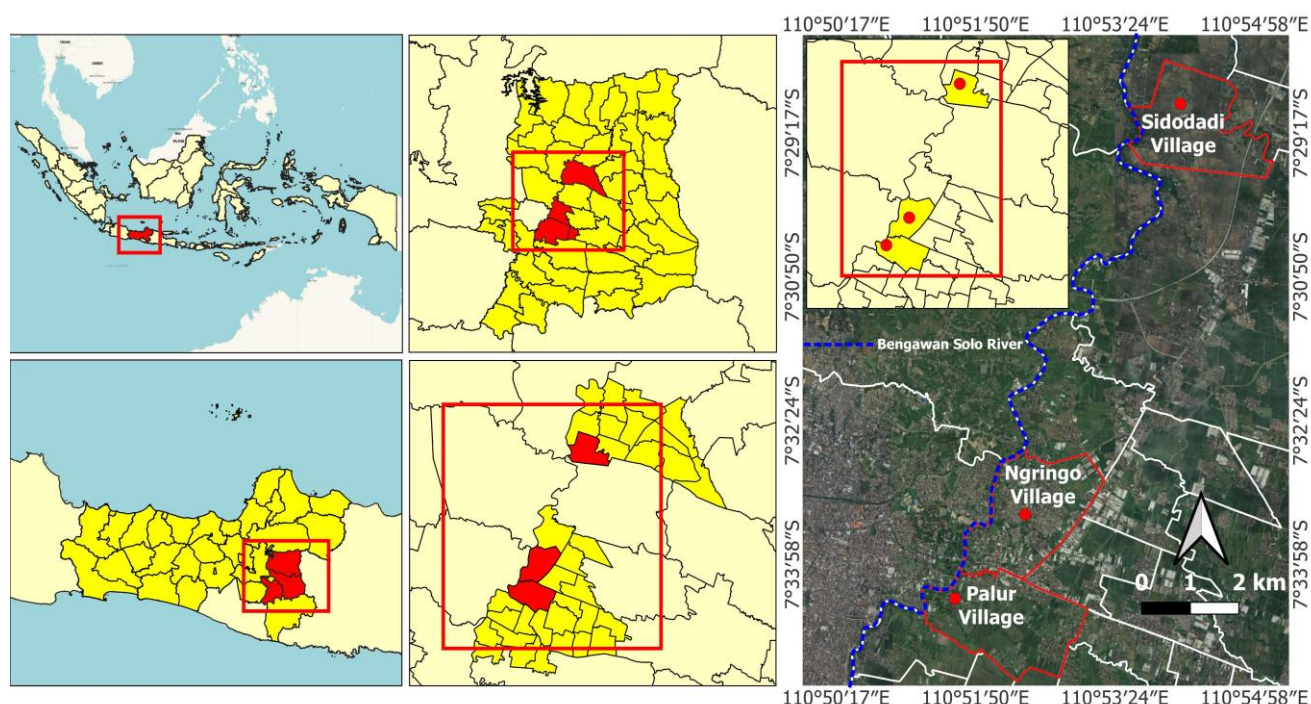 110°50′17″E 110°51′50″E 110°53′24″E 110°54′58″E
7°29′17″S
7°30′50″S
7°32′24″S
7°33′58″S
Sidodadi
Village
Bengawan Solo River
Ngringo
Village
0 1 2 km
Palur
Village
7°29′17″S
7°30′50″S
7°32′24″S
7°33′58″S
110°50′17″E 110°51′50″E 110°53′24″E 110°54′58″E